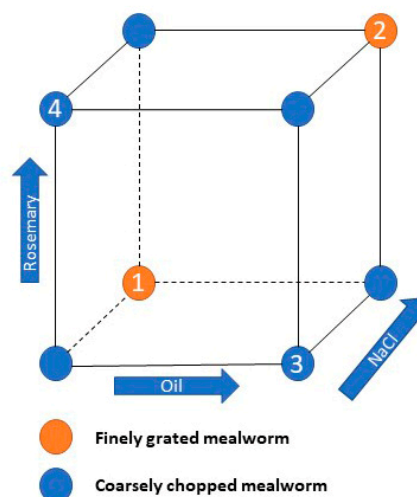 2
4
Rosemary
1
3
NaCl
Oil
Finely grated mealworm
Coarsely chopped mealworm